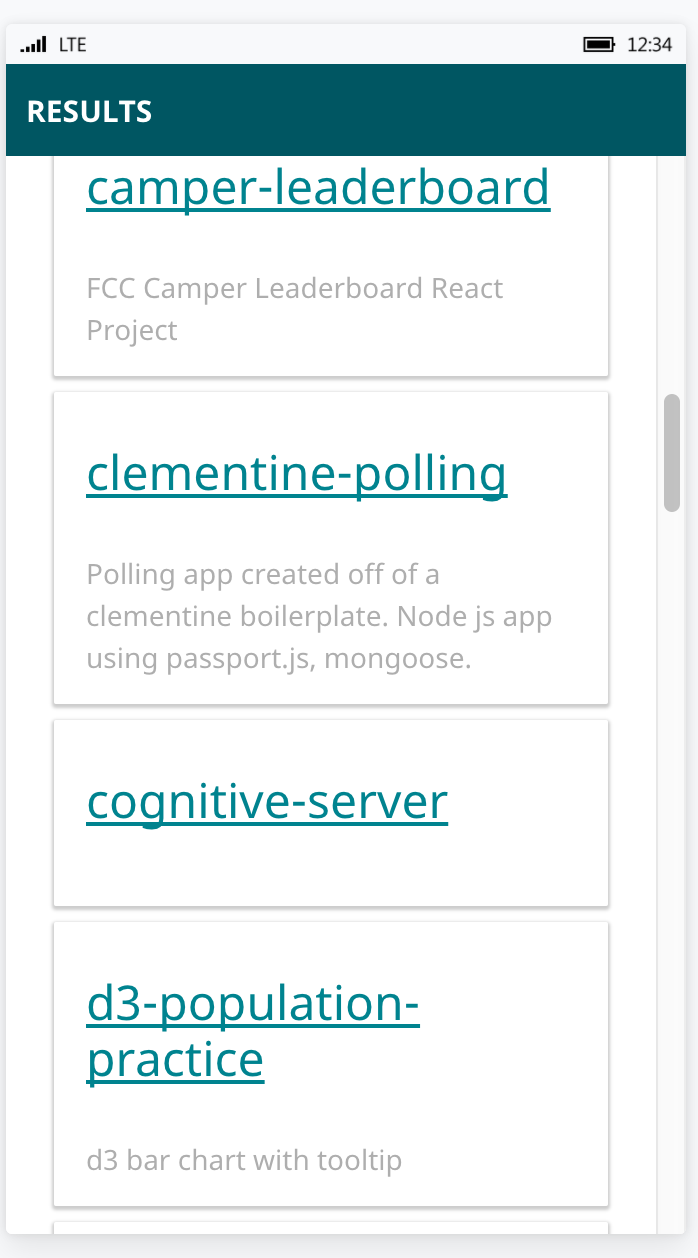 LTE 12:34
RESULTS
camper-leaderboard
FCC Camper Leaderboard React
Project
clementine-polling
Polling app created off of a
clementine boilerplate. Node js app
using passport.js, mongoose.
cognitive-server
d3-population-
practice
d3 bar chart with tooltip